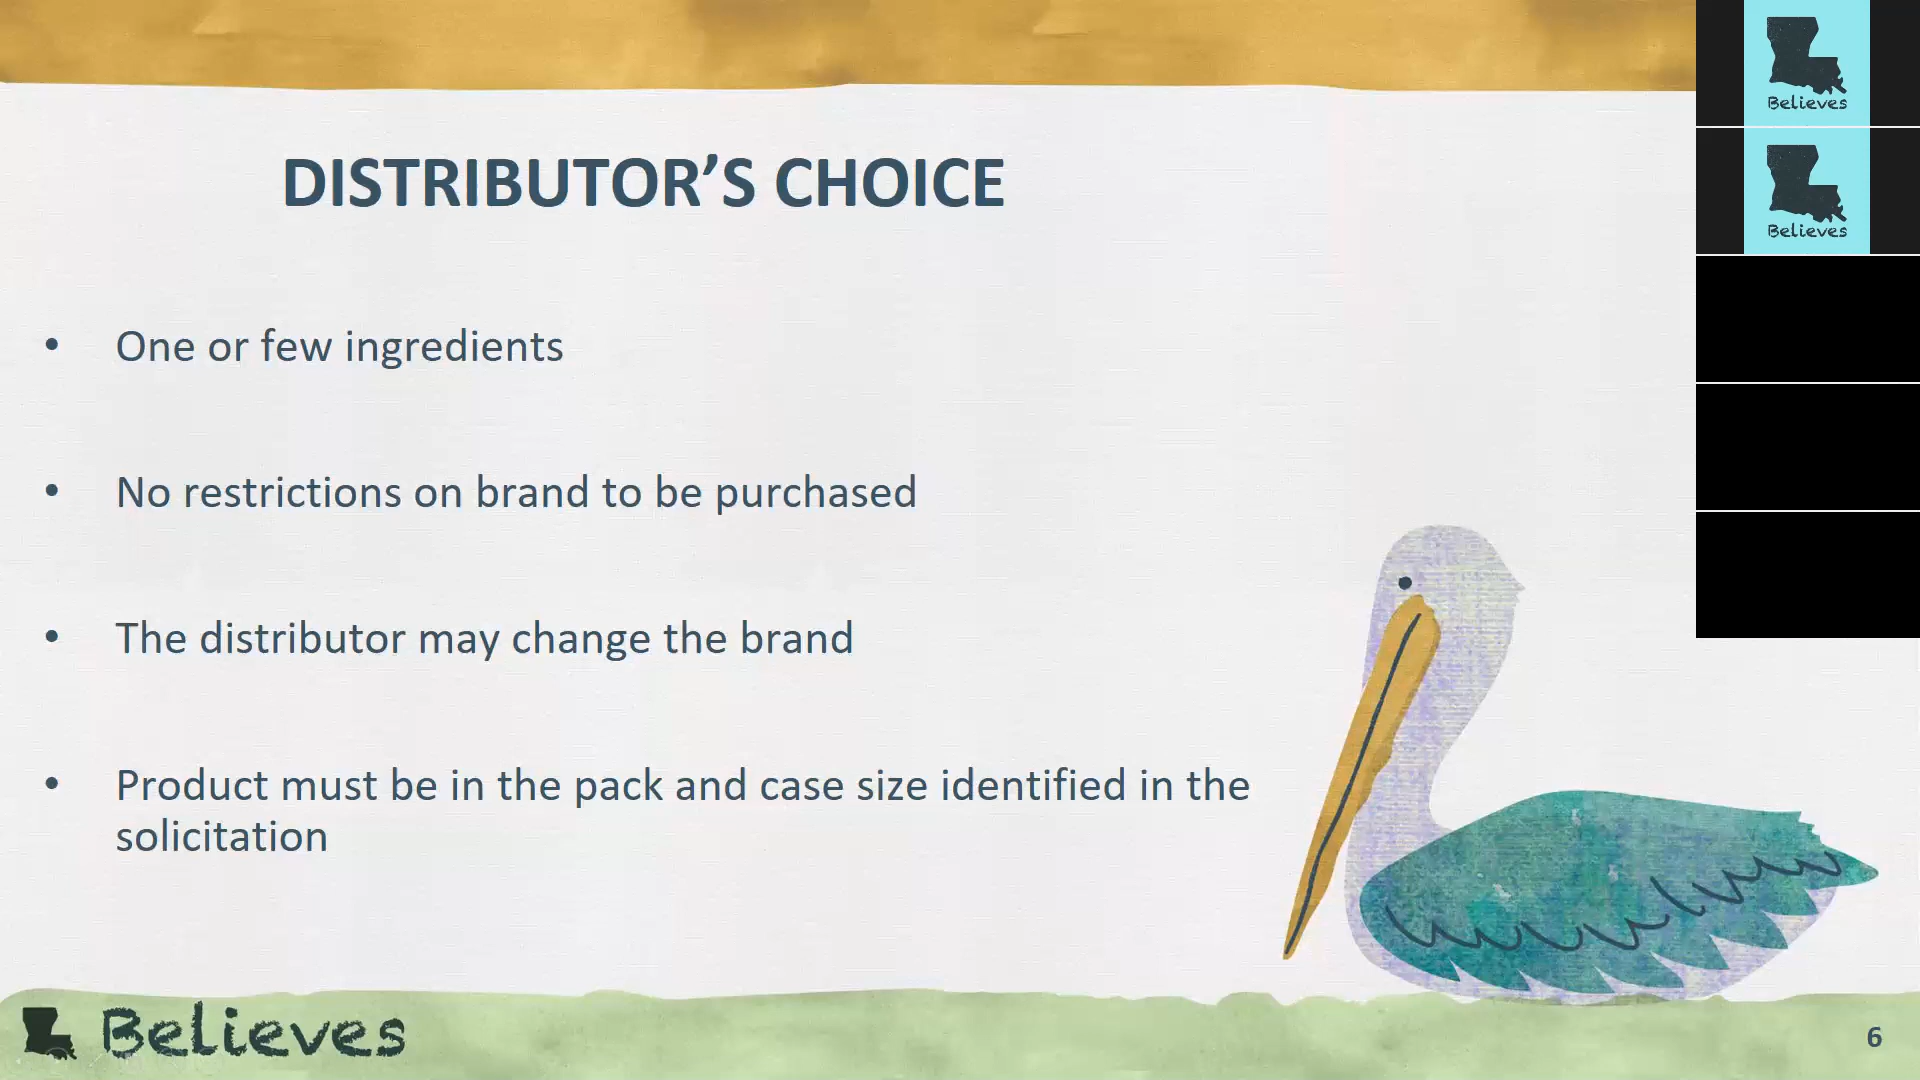 Believes
Believes
DISTRIBUTOR’S CHOICE
• One or few ingredients
• No restrictions on brand to be purchased
• The distributor may change the brand
• Product must be in the pack and case size identified in the
solicitation
Believes
6